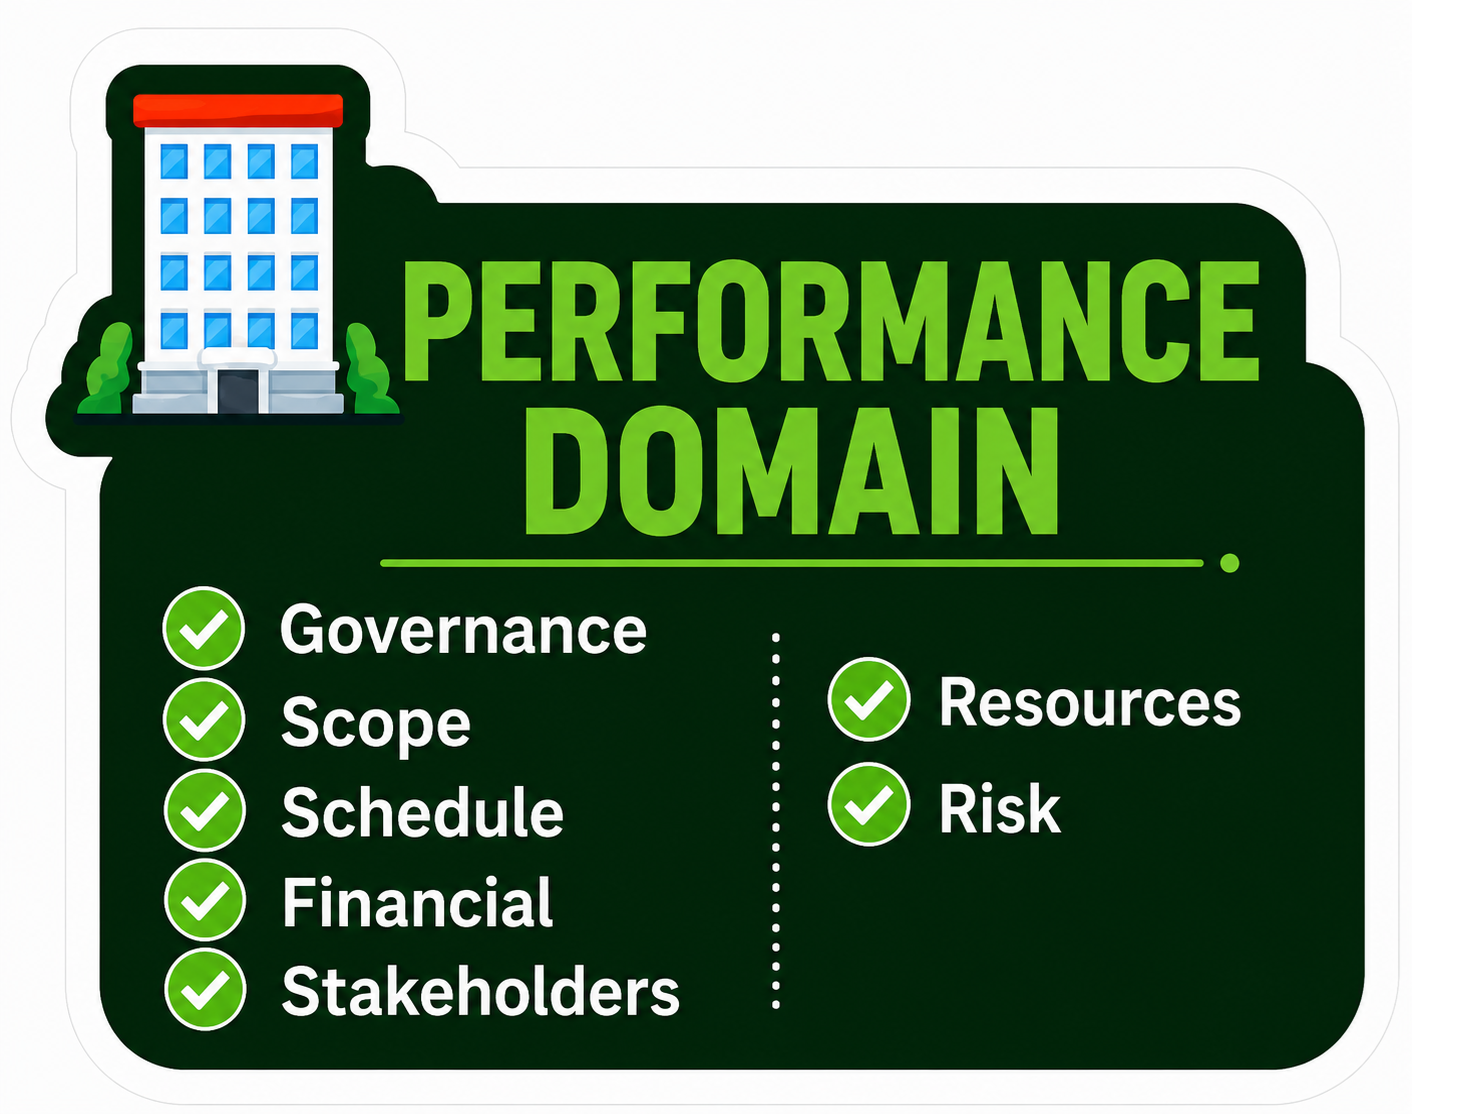 PERFORMANCE
DOMAIN
Governance
Scope
Schedule
Financial
Stakeholders
Resources
Risk